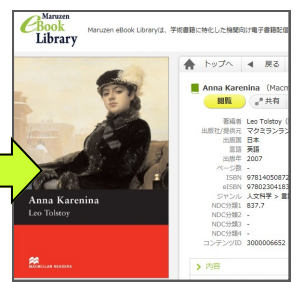 Maruzen
eBook
Library
Maruzen eBook Libraryは、学術書に特化した機関向け電子書籍配信
トップへ
戻る
Anna Karenina （Macm
閲覧
共有
著編者 Leo Tolstoy（
出版社/提供元 マクミランラン
出版国 日本
言語 英語
出版年 2007
ページ数 -
ISBN 97814050872
eISBN 97802304183
ジャンル 人文科学 > 言
NDC分類1 837.7
NDC分類2 -
NDC分類3 -
NDC分類4 -
コンテンツID 3000006652
内容
Anna Karenina
Leo Tolstoy
MACMILLAN READERS